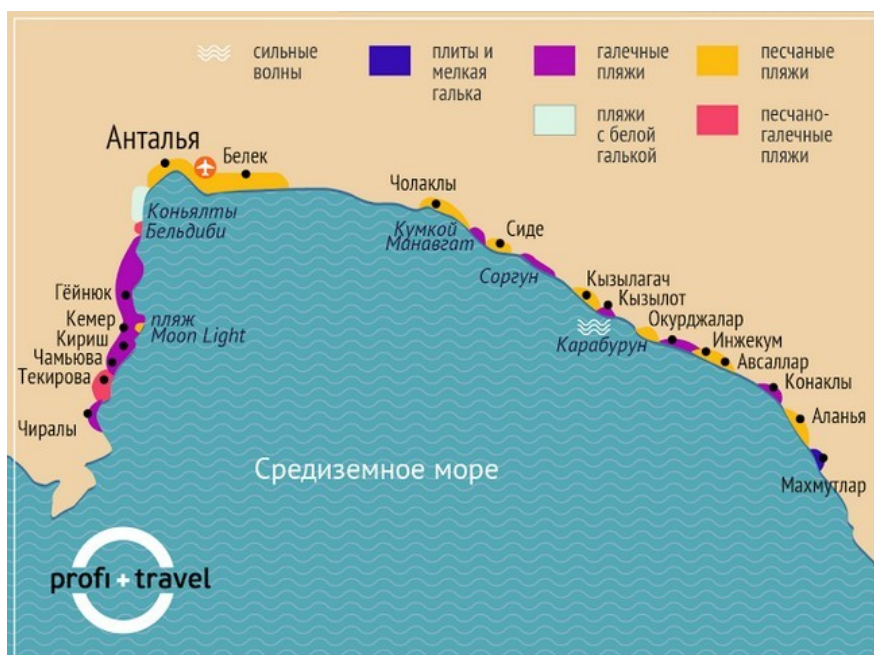 сильные
волны
плиты и
мелкая
галька
галечные
пляжи
песчаные
пляжи
пляжи
с белой
галькой
песчано-
галечные
пляжи
Анталья
Белек
Коньялты
Бельдиби
Гёйнюк
Кемер
пляж
Moon Light
Кириш
Чамьюва
Текирова
Чиралы
Чолаклы
Кумкой
Манавгат
Сиде
Соргун
Кызылагач
Кызылот
Карабурун
Окурджалар
Инжекум
Авсаллар
Конаклы
Аланья
Махмутлар
Средиземное море
profi+travel